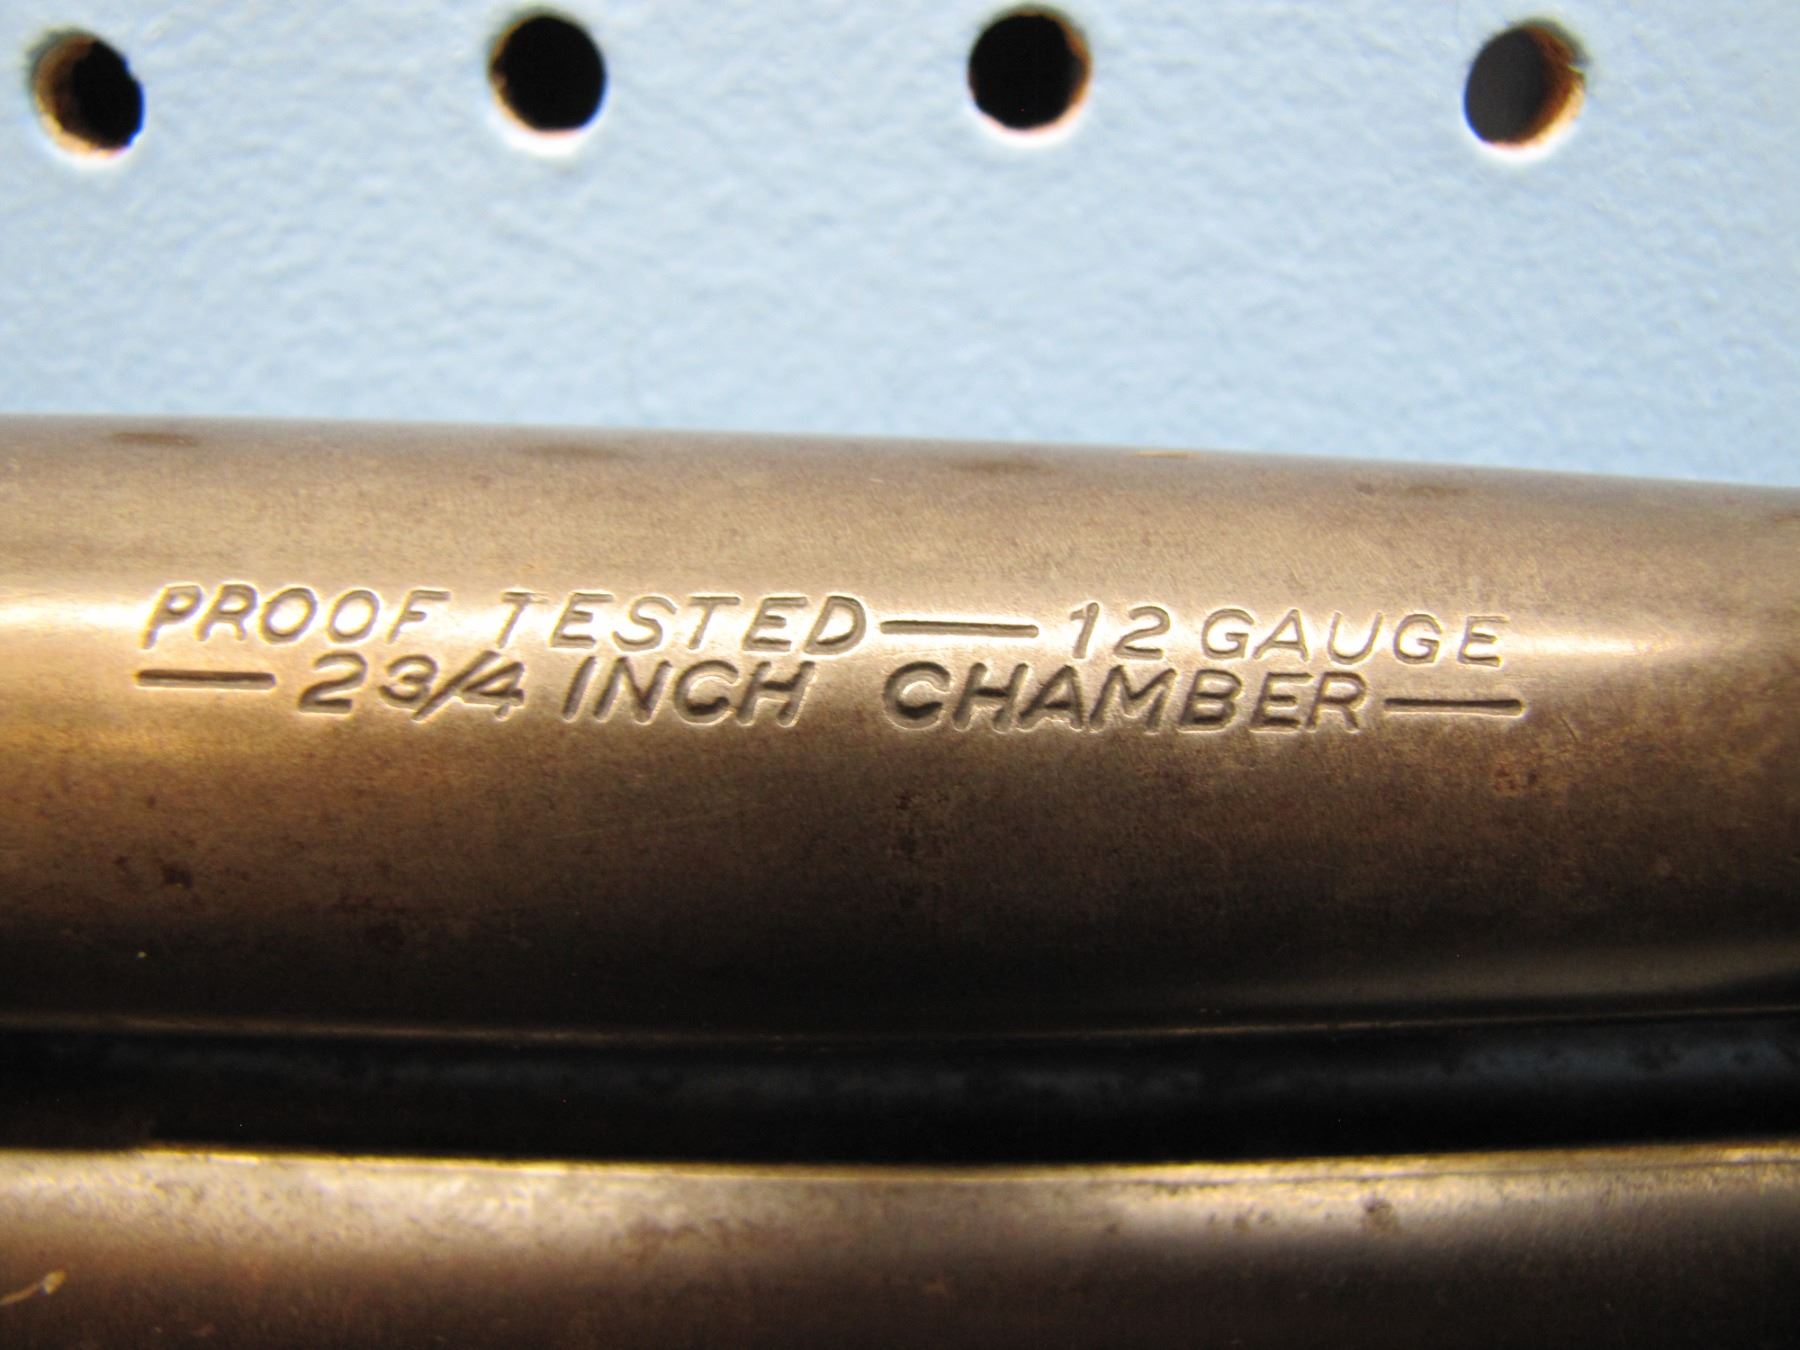 PROOF TESTED — 12 GAUGE
— 2 3/4 INCH CHAMBER —